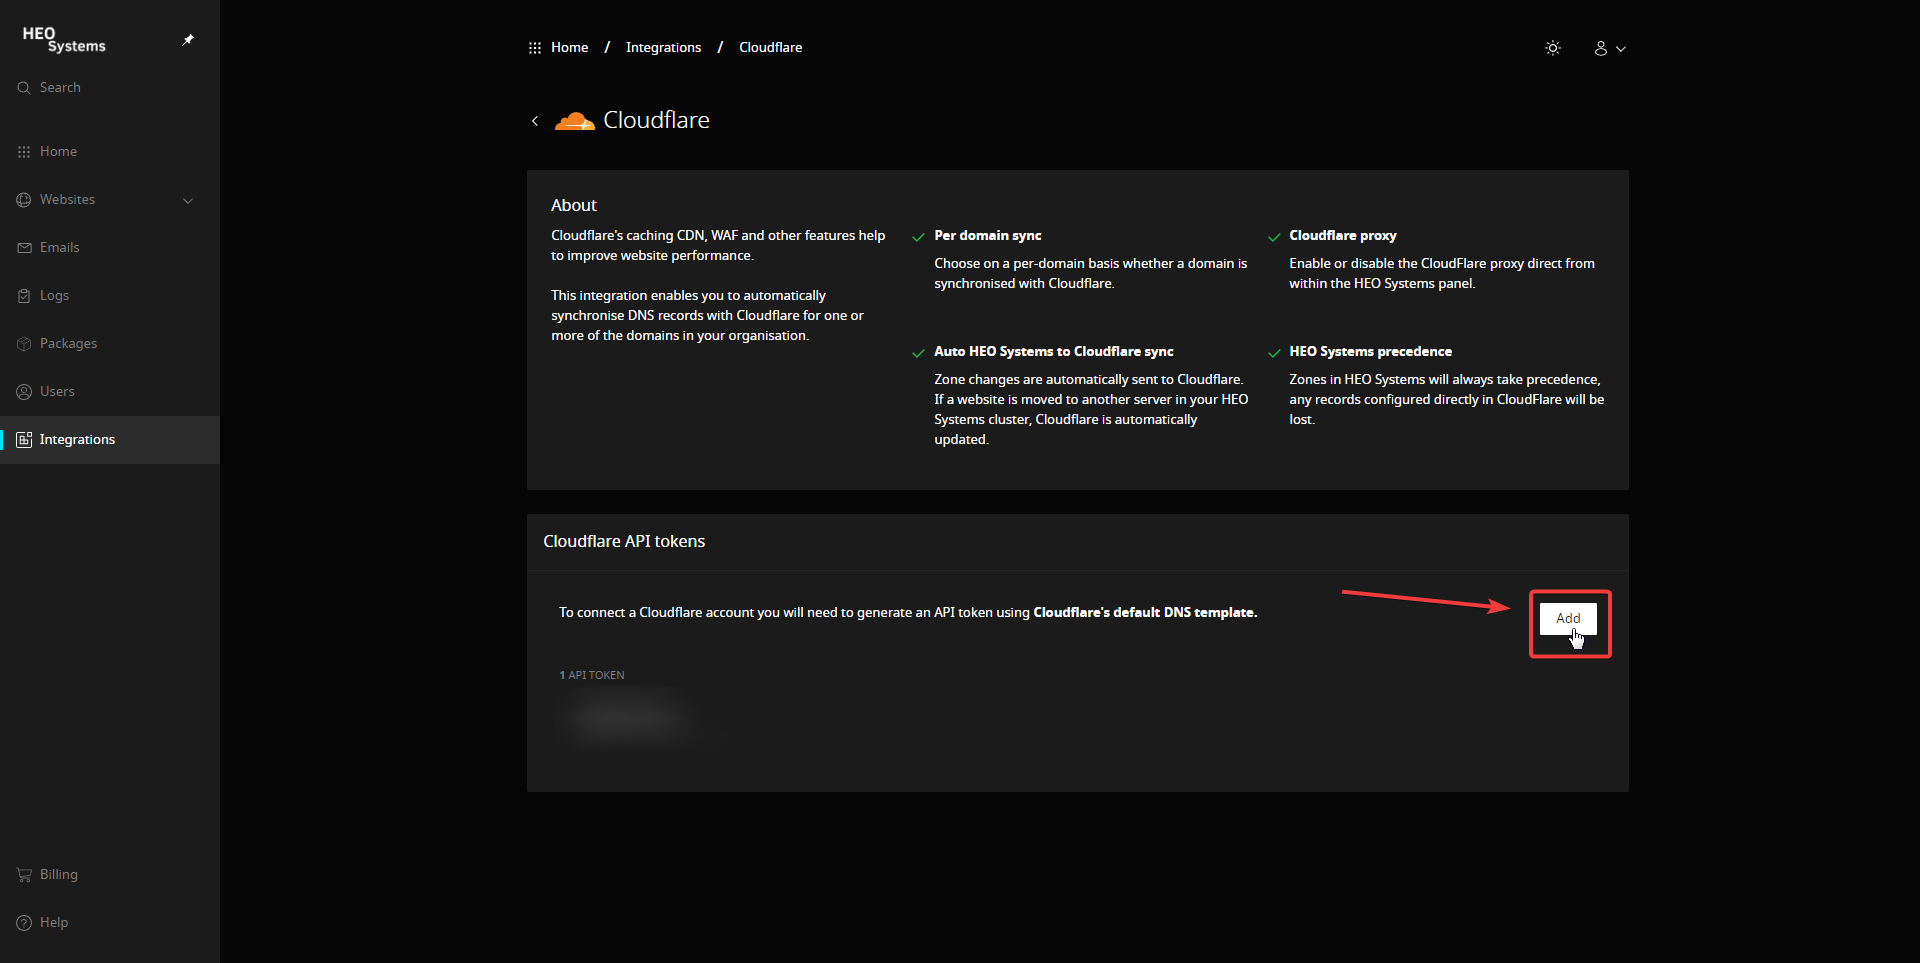 HEO
Systems
Search
Home
Websites
Emails
Logs
Packages
Users
Integrations
Billing
Help
Home / Integrations / Cloudflare
Cloudflare
About
Cloudflare's caching CDN, WAF and other features help
to improve website performance.
This integration enables you to automatically
synchronise DNS records with Cloudflare for one or
more of the domains in your organisation.
Per domain sync
Choose on a per-domain basis whether a domain is
synchronised with Cloudflare.
Cloudflare proxy
Enable or disable the CloudFlare proxy direct from
within the HEO Systems panel.
Auto HEO Systems to Cloudflare sync
Zone changes are automatically sent to Cloudflare.
If a website is moved to another server in your HEO
Systems cluster, Cloudflare is automatically
updated.
HEO Systems precedence
Zones in HEO Systems will always take precedence,
any records configured directly in CloudFlare will be
lost.
Cloudflare API tokens
To connect a Cloudflare account you will need to generate an API token using Cloudflare's default DNS template.
Add
1 API TOKEN